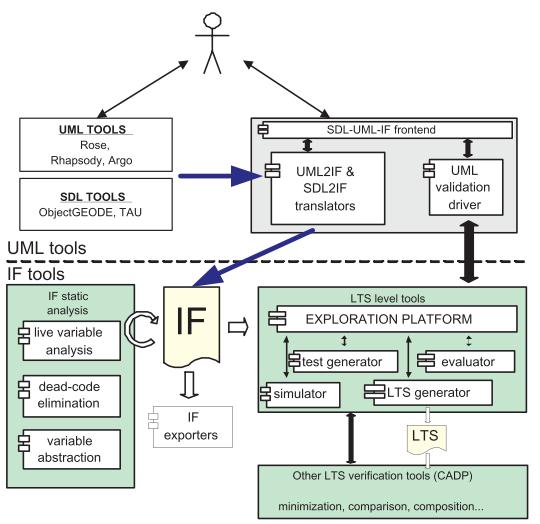 UML TOOLS
Rose,
Rhapsody, Argo
SDL TOOLS
ObjectGEODE, TAU
SDL-UML-IF frontend
UML2IF &
SDL2IF
translators
UML
validation
driver
UML tools
IF tools
IF static
analysis
live variable
analysis
dead-code
elimination
variable
abstraction
IF
IF
exporters
LTS level tools
EXPLORATION PLATFORM
test generator
evaluator
simulator
LTS generator
LTS
Other LTS verification tools (CADP)
minimization, comparison, composition...